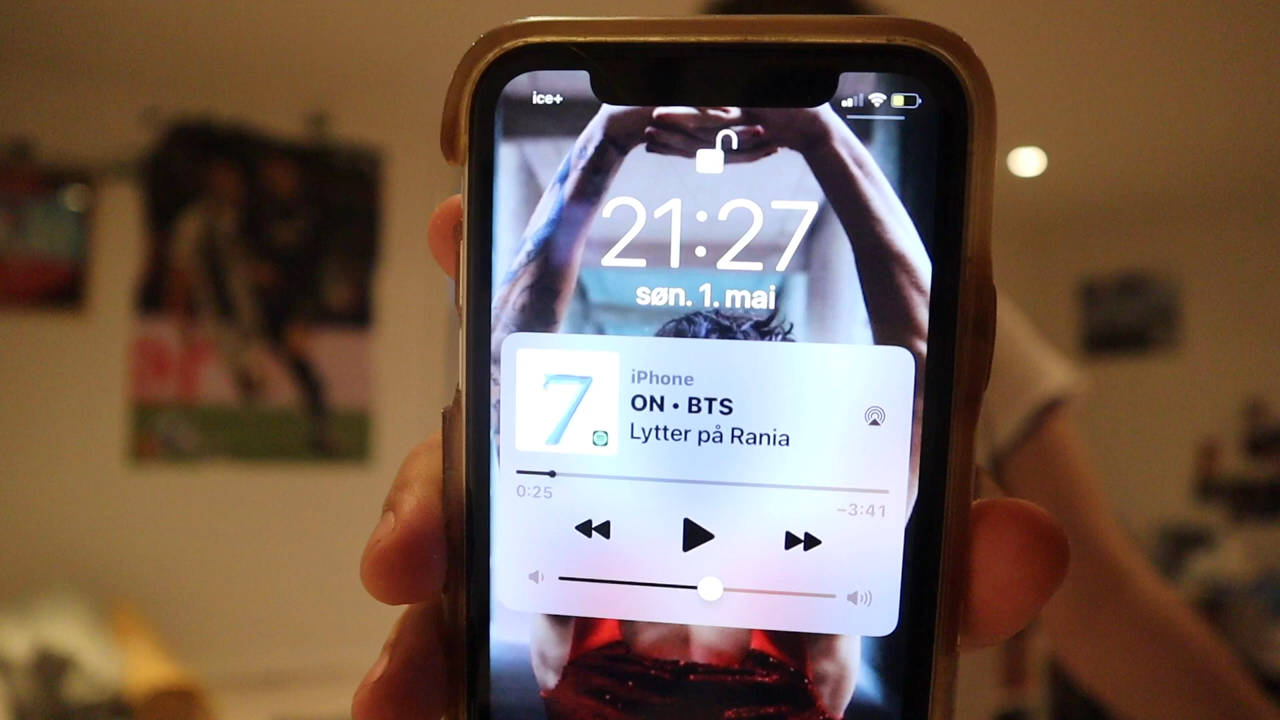 ice+
21:27
søn. 1. mai
7
iPhone
ON • BTS
Lytter på Rania
0:25
−3:41